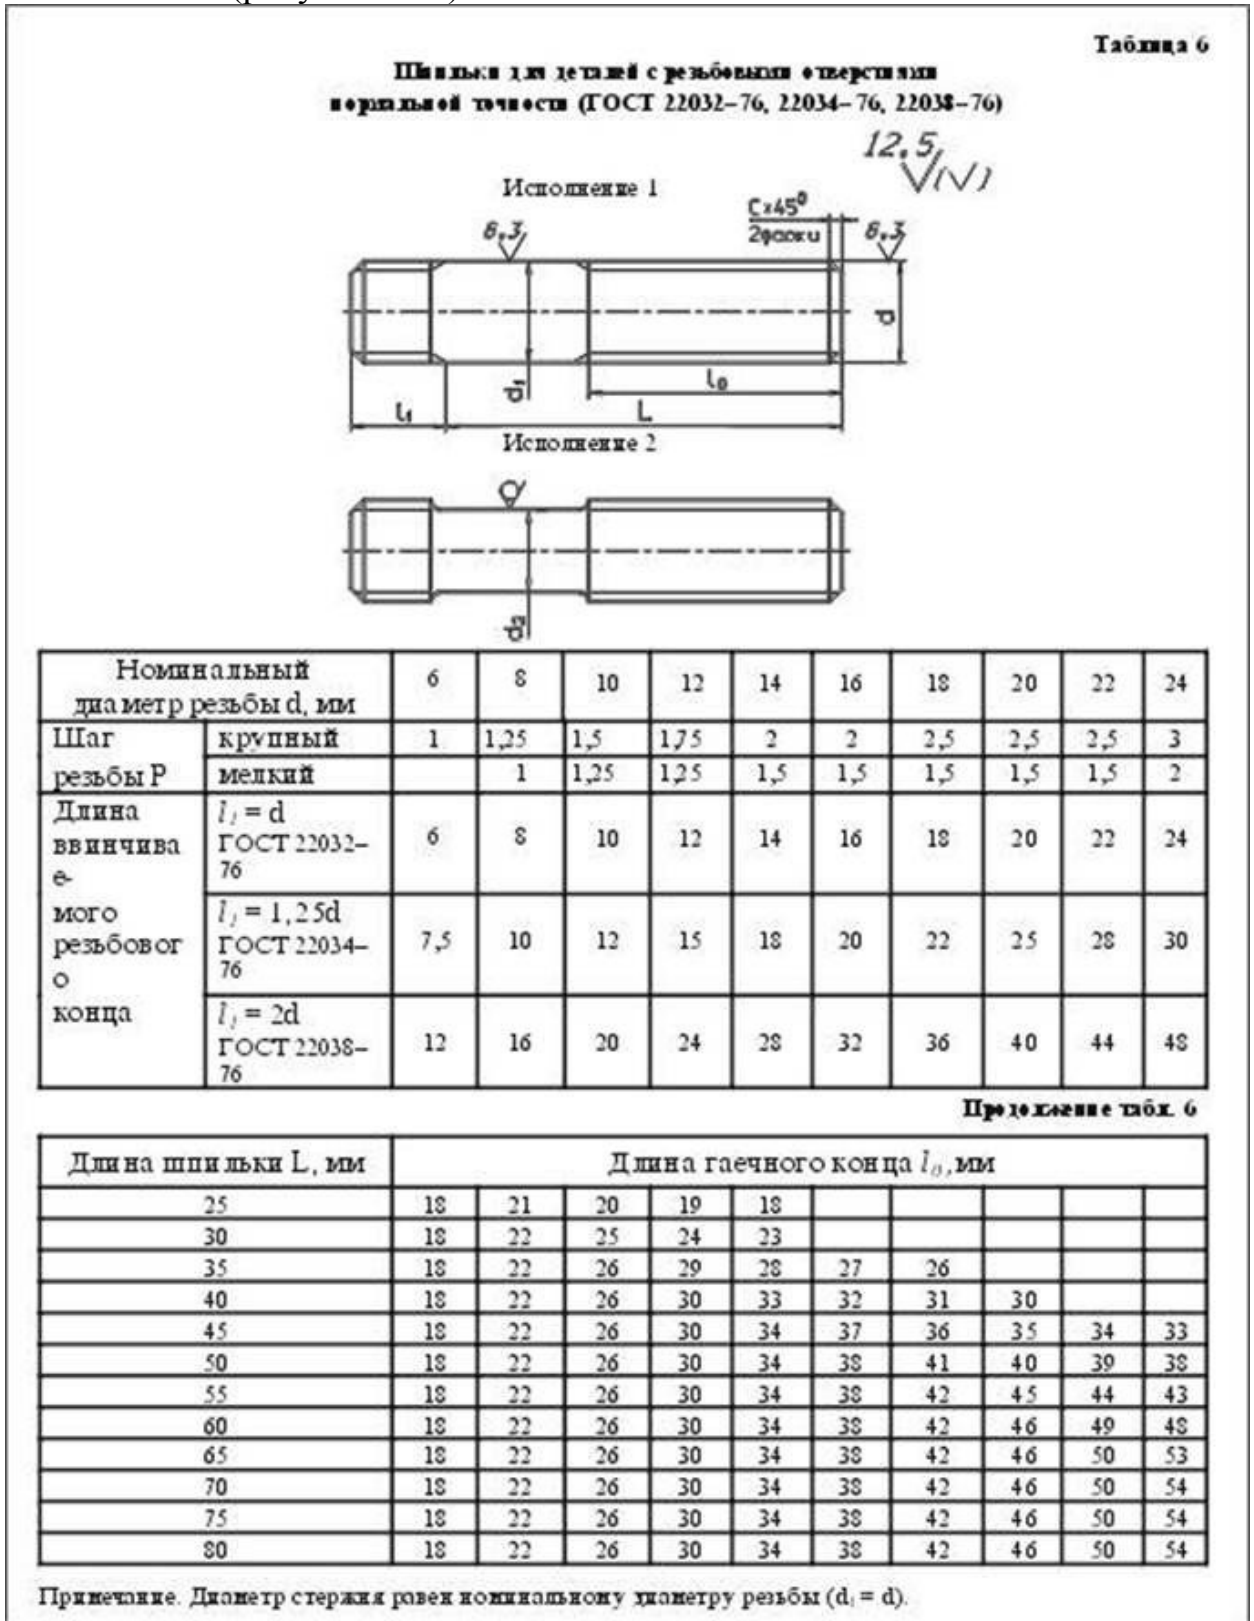 Таблица 6
Шпильки для деталей с резьбовыми отверстиями
нормальной точности (ГОСТ 22032–76, 22034–76, 22038–76)
12.5 (√)
Исполнение 1
C×45⁰
2фаски
6.3
6.3
d
d₁
l₀
l₁
L
Исполнение 2
d₂
Номинальный диаметр резьбы d, мм 6 8 10 12 14 16 18 20 22 24
Шаг резьбы P крупный 1 1,25 1,5 1,75 2 2 2,5 2,5 2,5 3
мелкий 1 1,25 1,25 1,5 1,5 1,5 1,5 1,5 2
Длина ввинчивае-
мого резьбового
конца
l₁ = d ГОСТ 22032–76 6 8 10 12 14 16 18 20 22 24
l₁ = 1,25d ГОСТ 22034–76 7,5 10 12 15 18 20 22 25 28 30
l₁ = 2d ГОСТ 22038–76 12 16 20 24 28 32 36 40 44 48
Продолжение табл. 6
Длина шпильки L, мм Длина гаечного конца l₀, мм
25 18 21 20 19 18
30 18 22 25 24 23
35 18 22 26 29 28 27 26
40 18 22 26 30 33 32 31 30
45 18 22 26 30 34 37 36 35 34 33
50 18 22 26 30 34 38 41 40 39 38
55 18 22 26 30 34 38 42 45 44 43
60 18 22 26 30 34 38 42 46 49 48
65 18 22 26 30 34 38 42 46 50 53
70 18 22 26 30 34 38 42 46 50 54
75 18 22 26 30 34 38 42 46 50 54
80 18 22 26 30 34 38 42 46 50 54
Примечание. Диаметр стержня равен номинальному диаметру резьбы (d₁ = d).